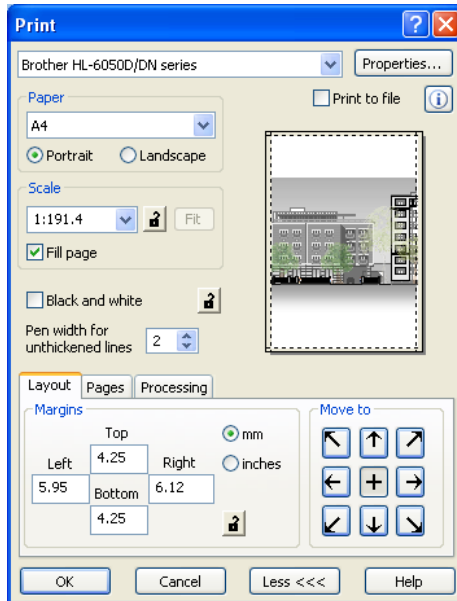 Print
Brother HL-6050D/DN series
Properties...
Paper
Print to file
A4
Portrait
Landscape
Scale
1:191.4
Fit
Fill page
Black and white
Pen width for
unthickened lines
2
Layout
Pages
Processing
Margins
Move to
Top
mm
Left
4.25
Right
inches
5.95
Bottom
6.12
4.25
OK
Cancel
Less <<<
Help